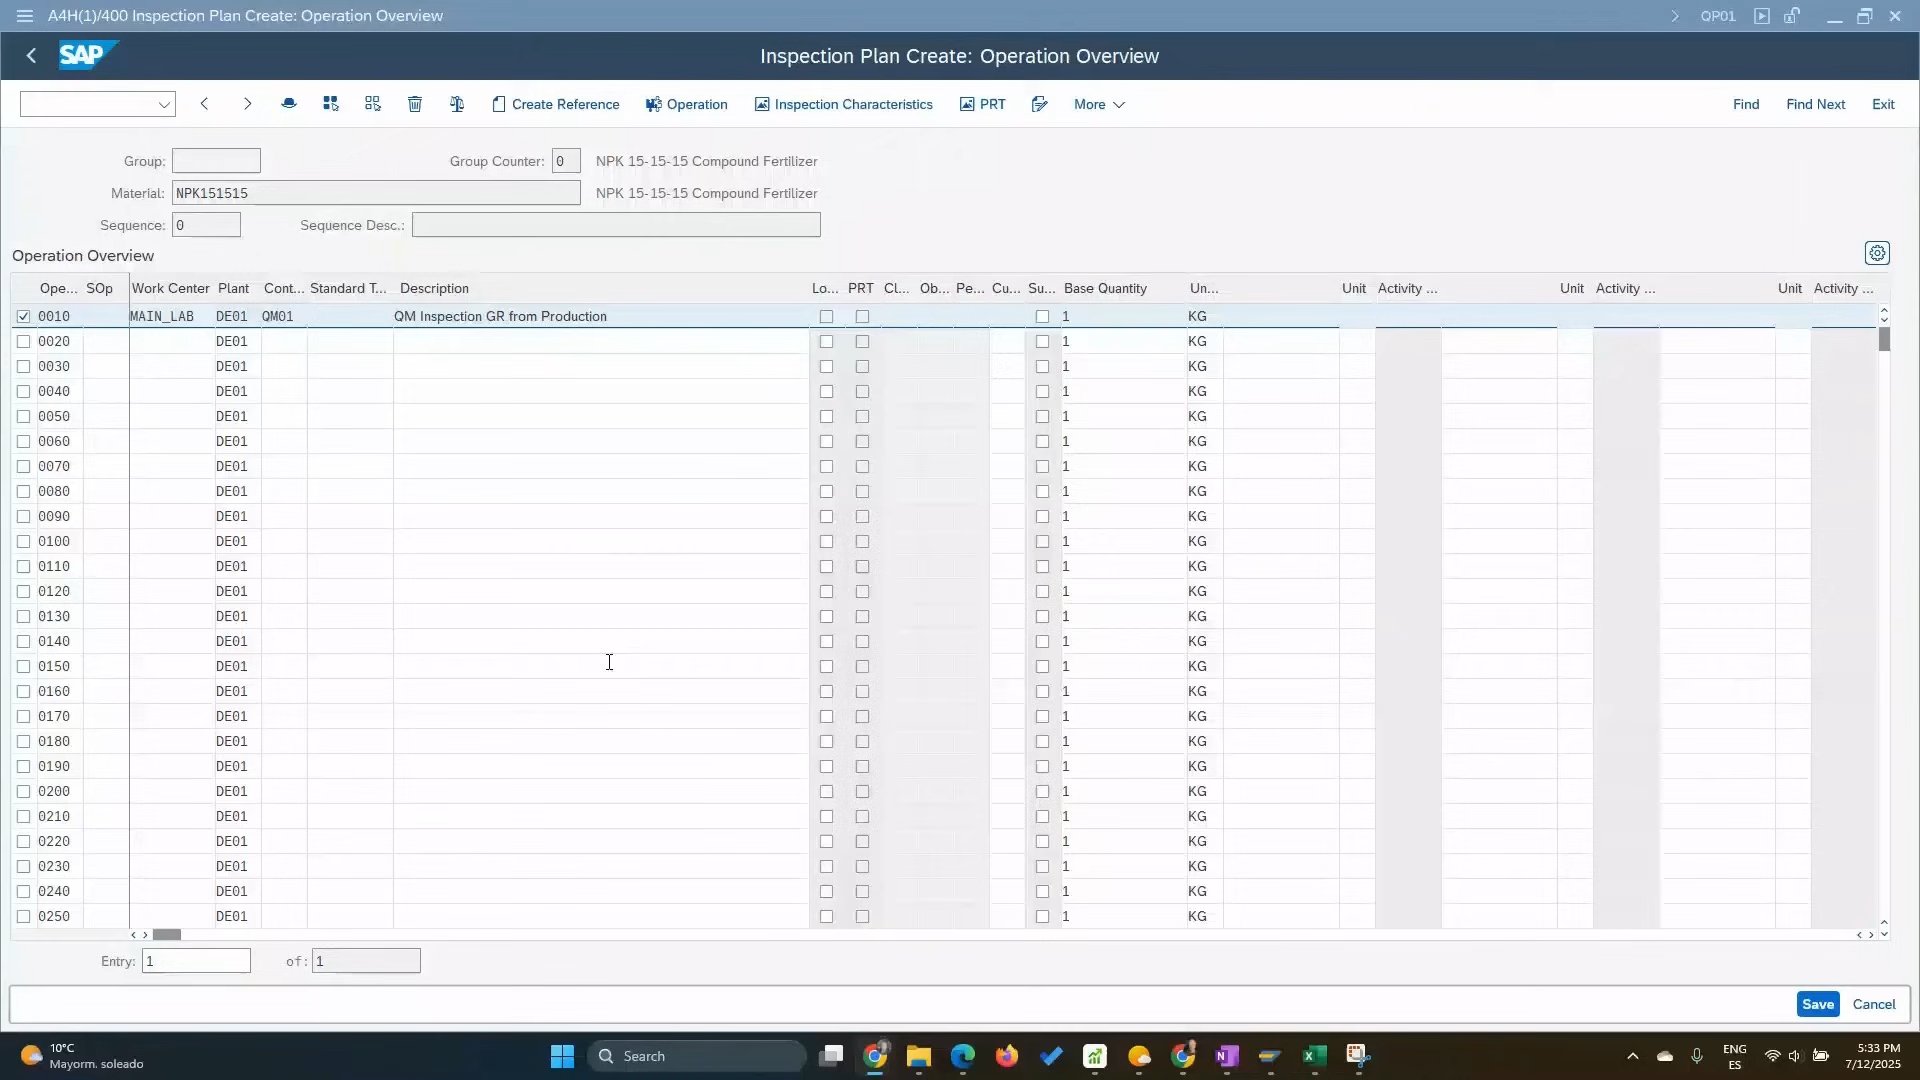 A4H(1)/400 Inspection Plan Create: Operation Overview QP01
SAP Inspection Plan Create: Operation Overview
Create Reference Operation Inspection Characteristics PRT More Find Find Next Exit
Group: Group Counter: 0 NPK 15-15-15 Compound Fertilizer
Material: NPK151515 NPK 15-15-15 Compound Fertilizer
Sequence: 0 Sequence Desc.:
Operation Overview
Ope... SOp Work Center Plant Cont... Standard T... Description Lo... PRT Cl... Ob... Pe... Cu... Su... Base Quantity Un... Unit Activity ... Unit Activity ... Unit Activity ...
0010 MAIN_LAB DE01 QM01 QM Inspection GR from Production 1 KG
0020 DE01 1 KG
0030 DE01 1 KG
0040 DE01 1 KG
0050 DE01 1 KG
0060 DE01 1 KG
0070 DE01 1 KG
0080 DE01 1 KG
0090 DE01 1 KG
0100 DE01 1 KG
0110 DE01 1 KG
0120 DE01 1 KG
0130 DE01 1 KG
0140 DE01 1 KG
0150 DE01 1 KG
0160 DE01 1 KG
0170 DE01 1 KG
0180 DE01 1 KG
0190 DE01 1 KG
0200 DE01 1 KG
0210 DE01 1 KG
0220 DE01 1 KG
0230 DE01 1 KG
0240 DE01 1 KG
0250 DE01 1 KG
Entry: 1 of: 1
Save Cancel
10°C
Mayorm. soleado
Search
ENG
ES
5:33 PM
7/12/2025